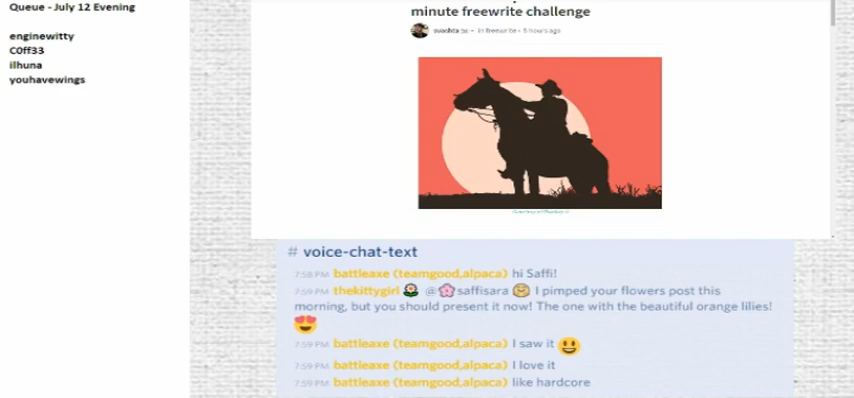 Queue - July 12 Evening
enginewitty
C0ff33
ilhuna
youhavewings
minute freewrite challenge
in freewrite • 5 hours ago
# voice-chat-text
7:58 PM battleaxe (teamgood,alpaca) hi Saffi!
7:59 PM thekittygirl @ saffisara I pimped your flowers post this
morning, but you should present it now! The one with the beautiful orange lilies!
7:59 PM battleaxe (teamgood,alpaca) I saw it
7:59 PM battleaxe (teamgood,alpaca) I love it
7:59 PM battleaxe (teamgood,alpaca) like hardcore